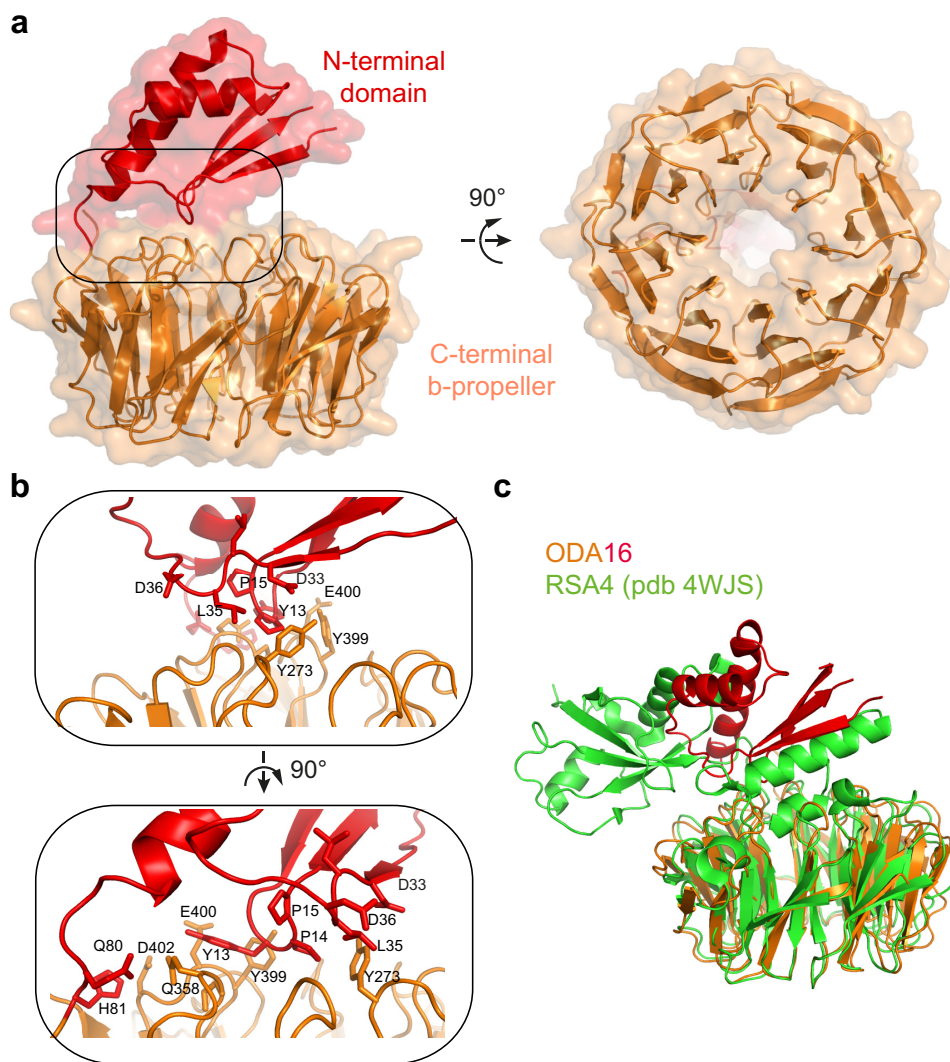 a
N-terminal
domain
90°
C-terminal
b-propeller
b
D36
P15
D33
E400
L35
Y13
Y399
Y273
90°
D33
P15
D36
E400
P14
L35
Q80
D402
Y13
Y399
Y273
Q358
H81
c
ODA16
RSA4 (pdb 4WJS)